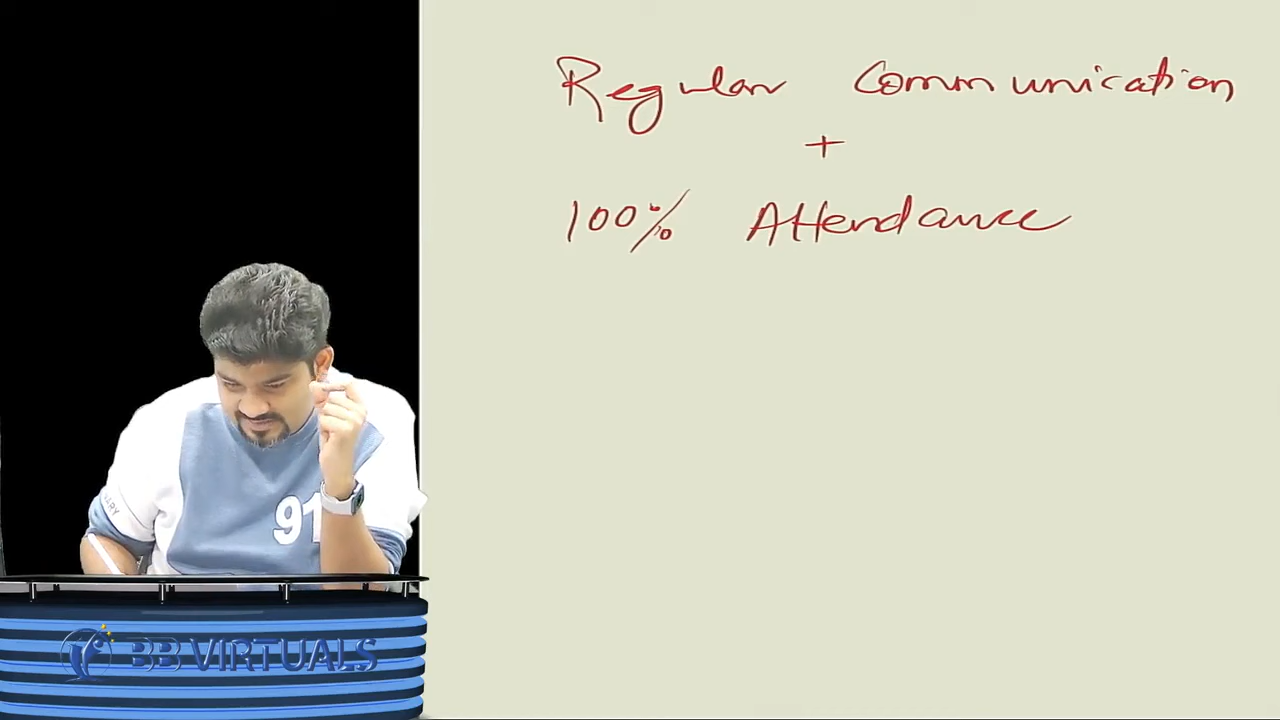 Regular Communication
+
100% Attendance
91
BB VIRTUALS